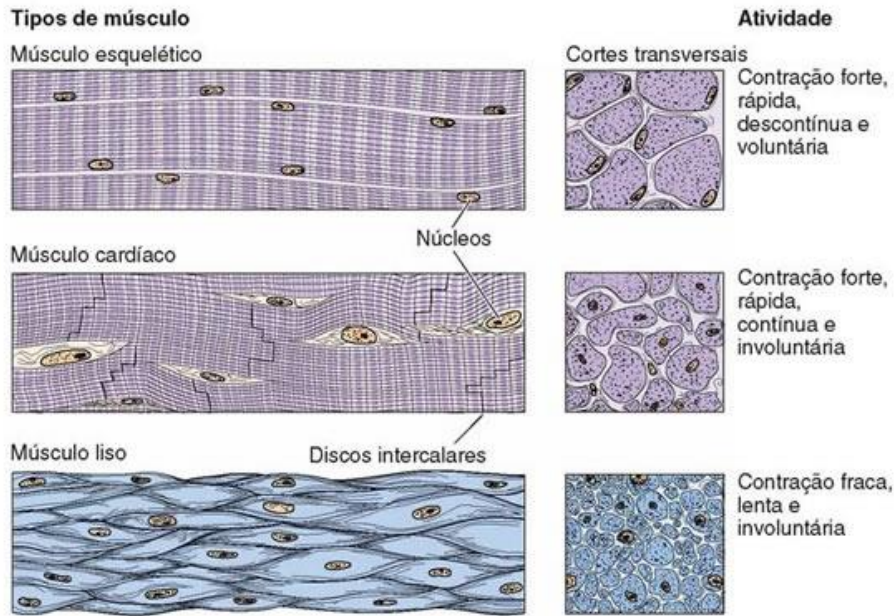 Tipos de músculo
Atividade
Músculo esquelético
Cortes transversais
Contração forte,
rápida,
descontínua e
voluntária
Núcleos
Músculo cardíaco
Contração forte,
rápida,
contínua e
involuntária
Músculo liso
Discos intercalares
Contração fraca,
lenta e
involuntária